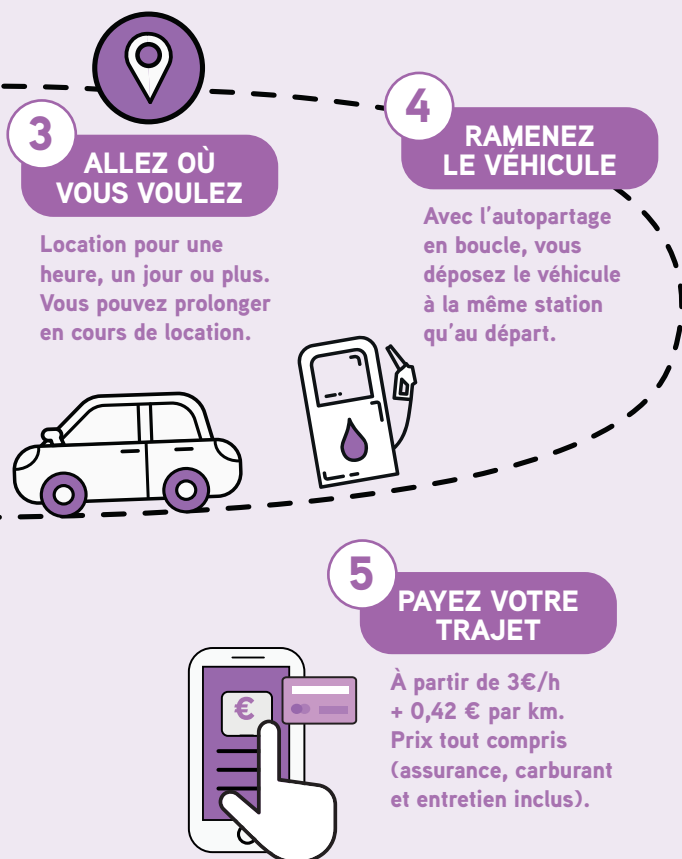 3
ALLEZ OÙ
VOUS VOULEZ
Location pour une
heure, un jour ou plus.
Vous pouvez prolonger
en cours de location.
4
RAMENEZ
LE VÉHICULE
Avec l'autopartage
en boucle, vous
déposez le véhicule
à la même station
qu'au départ.
5
PAYEZ VOTRE
TRAJET
À partir de 3€/h
+ 0,42 € par km.
Prix tout compris
(assurance, carburant
et entretien inclus).
€